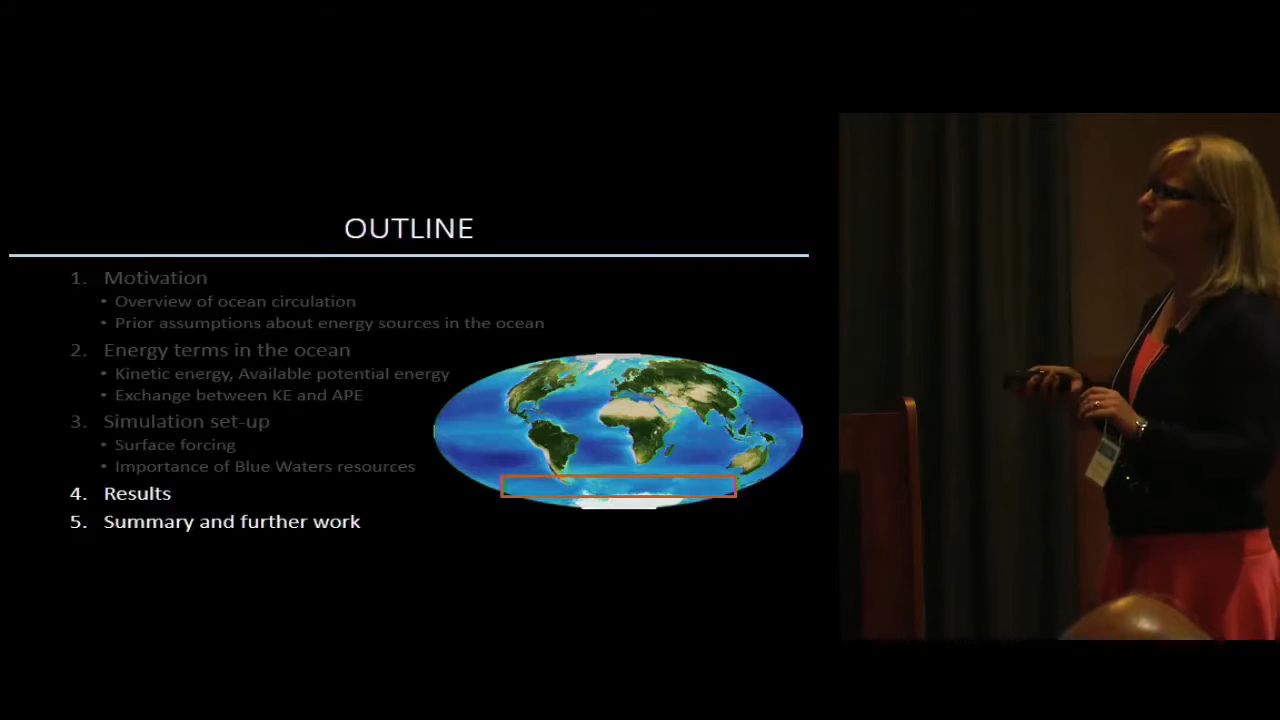 OUTLINE
1. Motivation
• Overview of ocean circulation
• Prior assumptions about energy sources in the ocean
2. Energy terms in the ocean
• Kinetic energy, Available potential energy
• Exchange between KE and APE
3. Simulation set-up
• Surface forcing
• Importance of Blue Waters resources
4. Results
5. Summary and further work